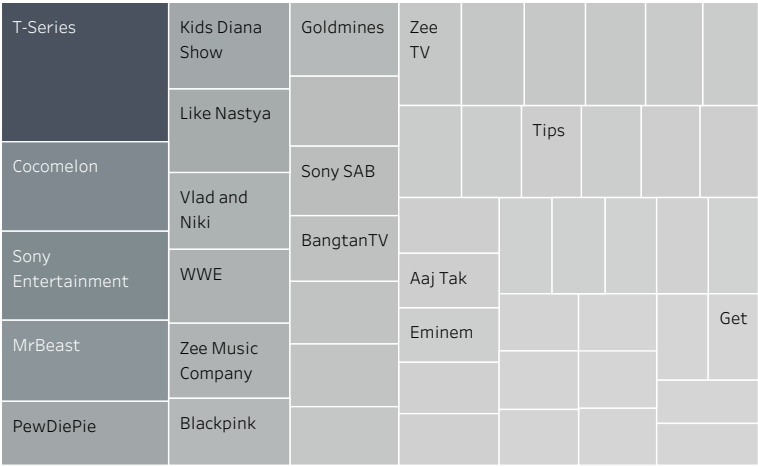 T-Series
Cocomelon
Sony
Entertainment
MrBeast
PewDiePie
Kids Diana
Show
Like Nastya
Vlad and
Niki
WWE
Zee Music
Company
Blackpink
Goldmines
Sony SAB
BangtanTV
Zee
TV
Tips
Aaj Tak
Eminem
Get